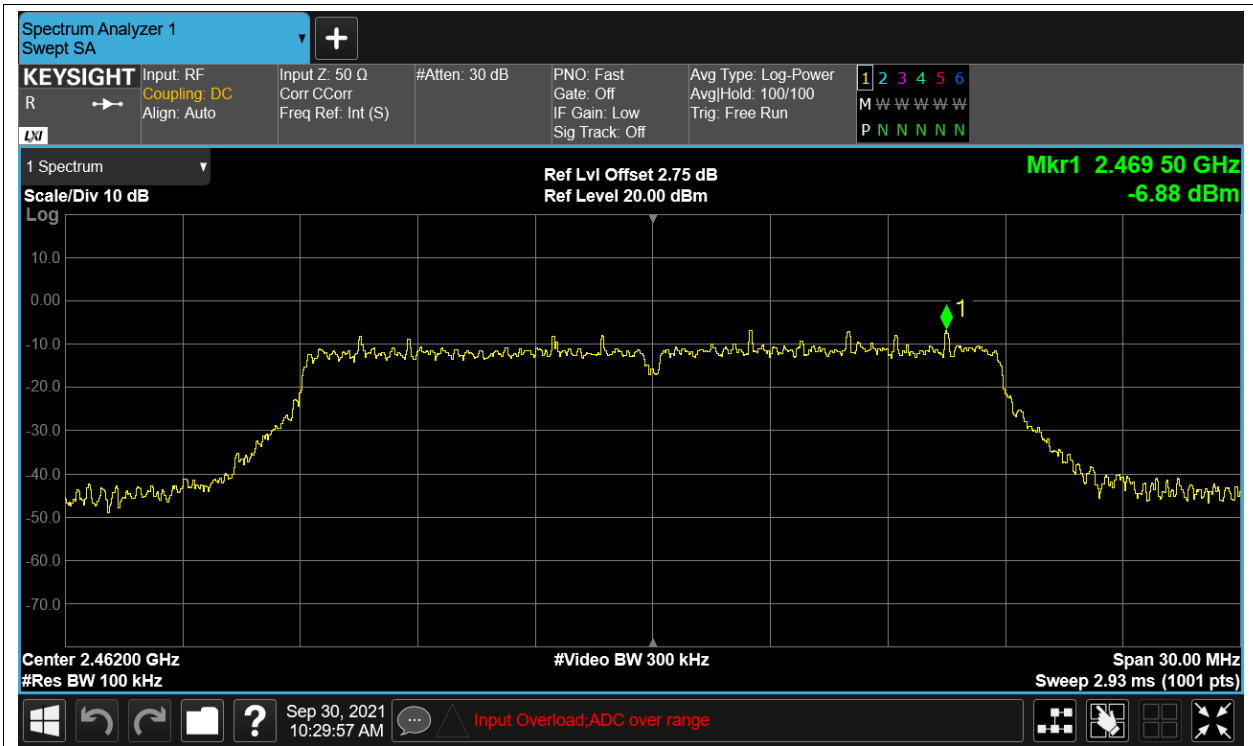 Spectrum Analyzer 1
Swept SA
+
KEYSIGHT
R
LXI
Input: RF
Coupling: DC
Align: Auto
Input Z: 50 Ω
Corr CCorr
Freq Ref: Int (S)
#Atten: 30 dB
PNO: Fast
Gate: Off
IF Gain: Low
Sig Track: Off
Avg Type: Log-Power
Avg|Hold: 100/100
Trig: Free Run
1 2 3 4 5 6
M W W W W W W
P N N N N N N
1 Spectrum
Scale/Div 10 dB
Log
Ref Lvl Offset 2.75 dB
Ref Level 20.00 dBm
Mkr1 2.469 50 GHz
-6.88 dBm
10.0
0.00
1
-10.0
-20.0
-30.0
-40.0
-50.0
-60.0
-70.0
Center 2.46200 GHz
#Video BW 300 kHz
Span 30.00 MHz
#Res BW 100 kHz
Sweep 2.93 ms (1001 pts)
?
Sep 30, 2021
10:29:57 AM
Input Overload;ADC over range